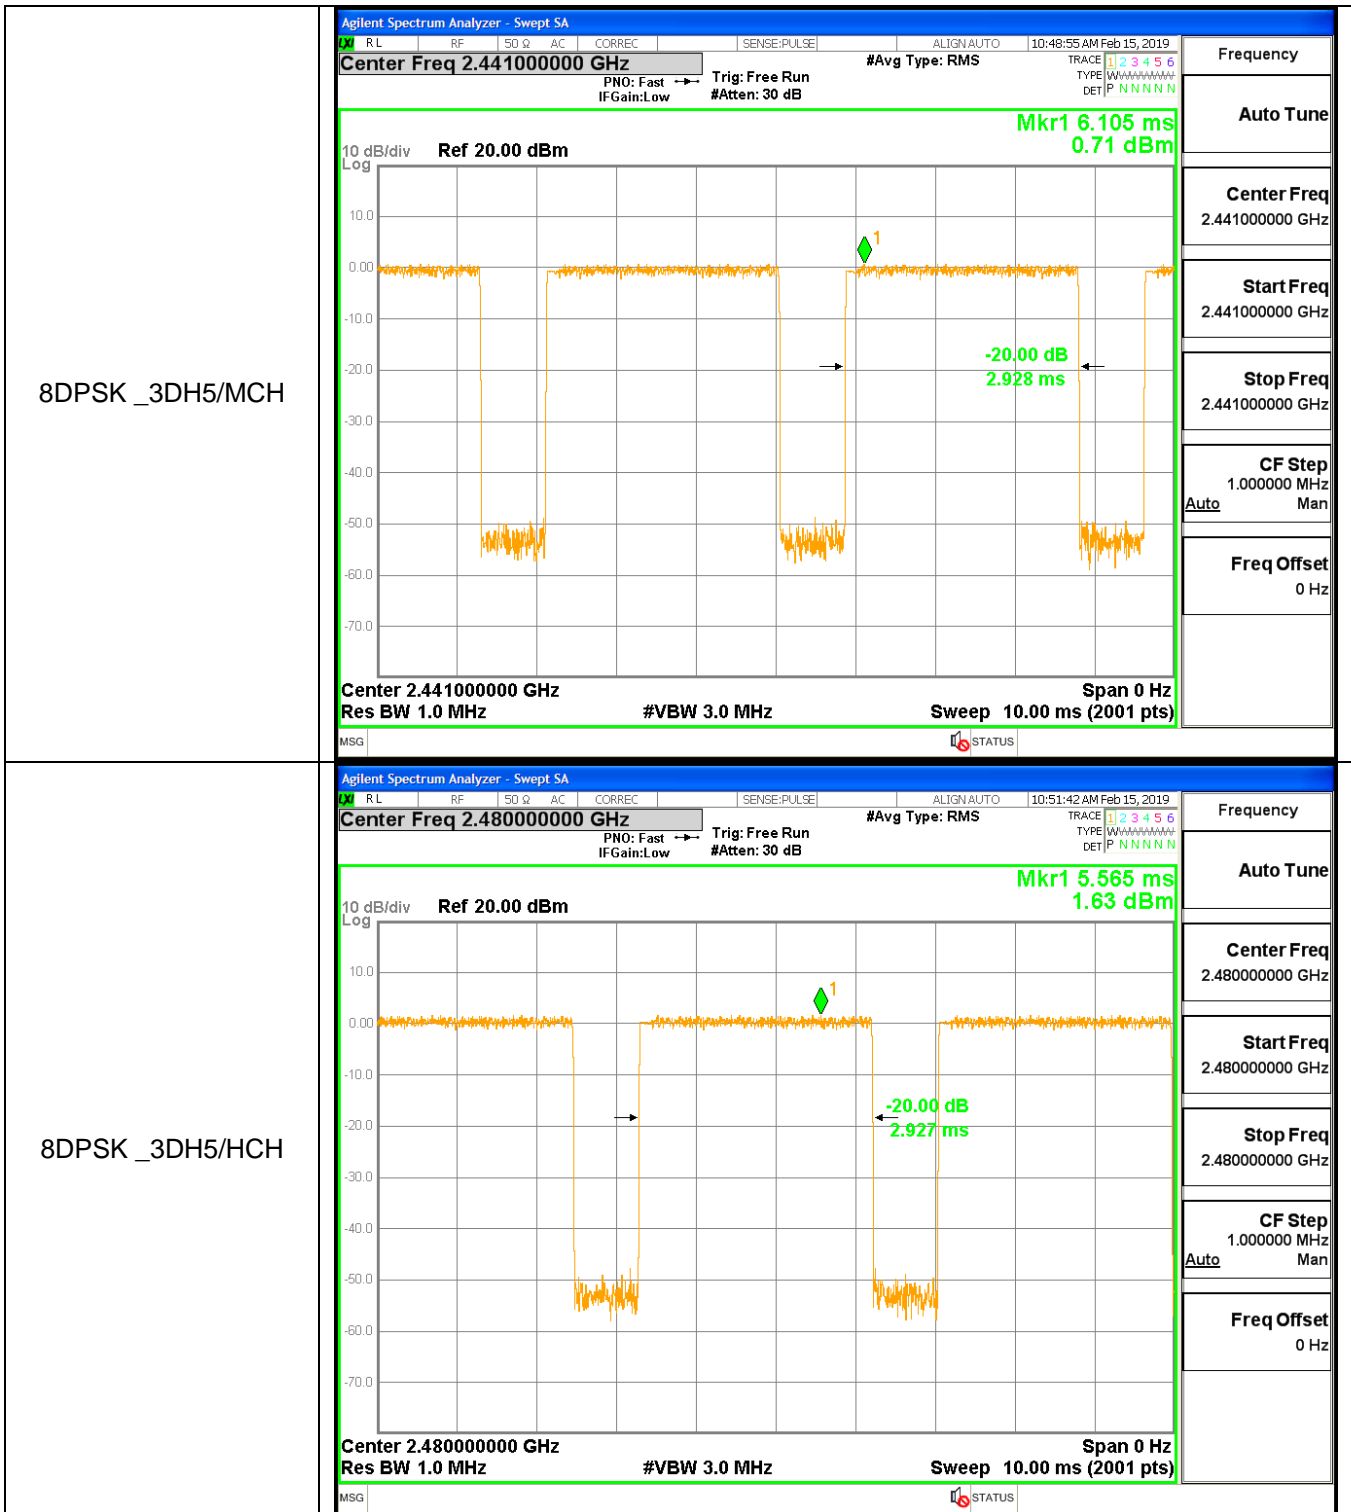 8DPSK _3DH5/MCH
Agilent Spectrum Analyzer - Swept SA
LXI RL RF 50 Ω AC CORREC SENSE:PULSE ALIGN AUTO 10:48:55 AM Feb 15, 2019
Center Freq 2.441000000 GHz
#Avg Type: RMS
TRACE 1 2 3 4 5 6
PNO: Fast
Trig: Free Run
TYPE
IFGain:Low
#Atten: 30 dB
DET P N N N N N
Mkr1 6.105 ms
0.71 dBm
10 dB/div Ref 20.00 dBm
Log
10.0
0.00
-10.0
-20.0
-30.0
-40.0
-50.0
-60.0
-70.0
1
-20.00 dB
2.928 ms
Center 2.441000000 GHz Span 0 Hz
Res BW 1.0 MHz #VBW 3.0 MHz Sweep 10.00 ms (2001 pts)
MSG STATUS
Frequency
Auto Tune
Center Freq
2.441000000 GHz
Start Freq
2.441000000 GHz
Stop Freq
2.441000000 GHz
CF Step
1.000000 MHz
Auto Man
Freq Offset
0 Hz
8DPSK _3DH5/HCH
Agilent Spectrum Analyzer - Swept SA
LXI RL RF 50 Ω AC CORREC SENSE:PULSE ALIGN AUTO 10:51:42 AM Feb 15, 2019
Center Freq 2.480000000 GHz
#Avg Type: RMS
TRACE 1 2 3 4 5 6
PNO: Fast
Trig: Free Run
TYPE
IFGain:Low
#Atten: 30 dB
DET P N N N N N
Mkr1 5.565 ms
1.63 dBm
10 dB/div Ref 20.00 dBm
Log
10.0
0.00
-10.0
-20.0
-30.0
-40.0
-50.0
-60.0
-70.0
1
-20.00 dB
2.927 ms
Center 2.480000000 GHz Span 0 Hz
Res BW 1.0 MHz #VBW 3.0 MHz Sweep 10.00 ms (2001 pts)
MSG STATUS
Frequency
Auto Tune
Center Freq
2.480000000 GHz
Start Freq
2.480000000 GHz
Stop Freq
2.480000000 GHz
CF Step
1.000000 MHz
Auto Man
Freq Offset
0 Hz